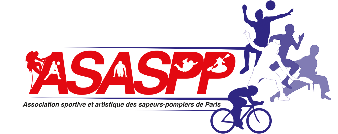 ASASPP
Association sportive et artistique des sapeurs-pompiers de Paris